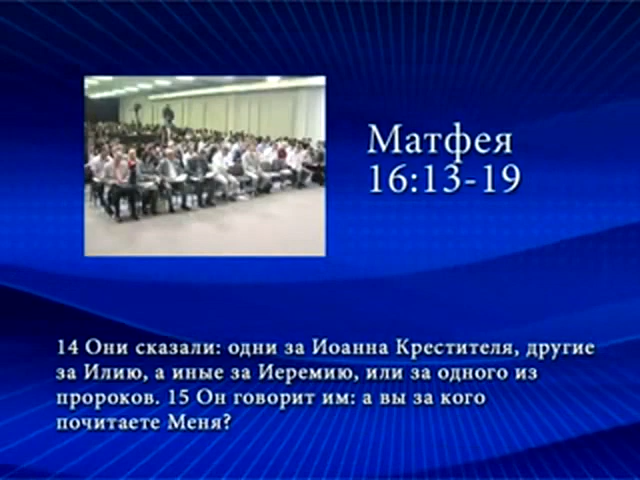 Матфея
16:13-19
14 Они сказали: одни за Иоанна Крестителя, другие
за Илию, а иные за Иеремию, или за одного из
пророков. 15 Он говорит им: а вы за кого
почитаете Меня?